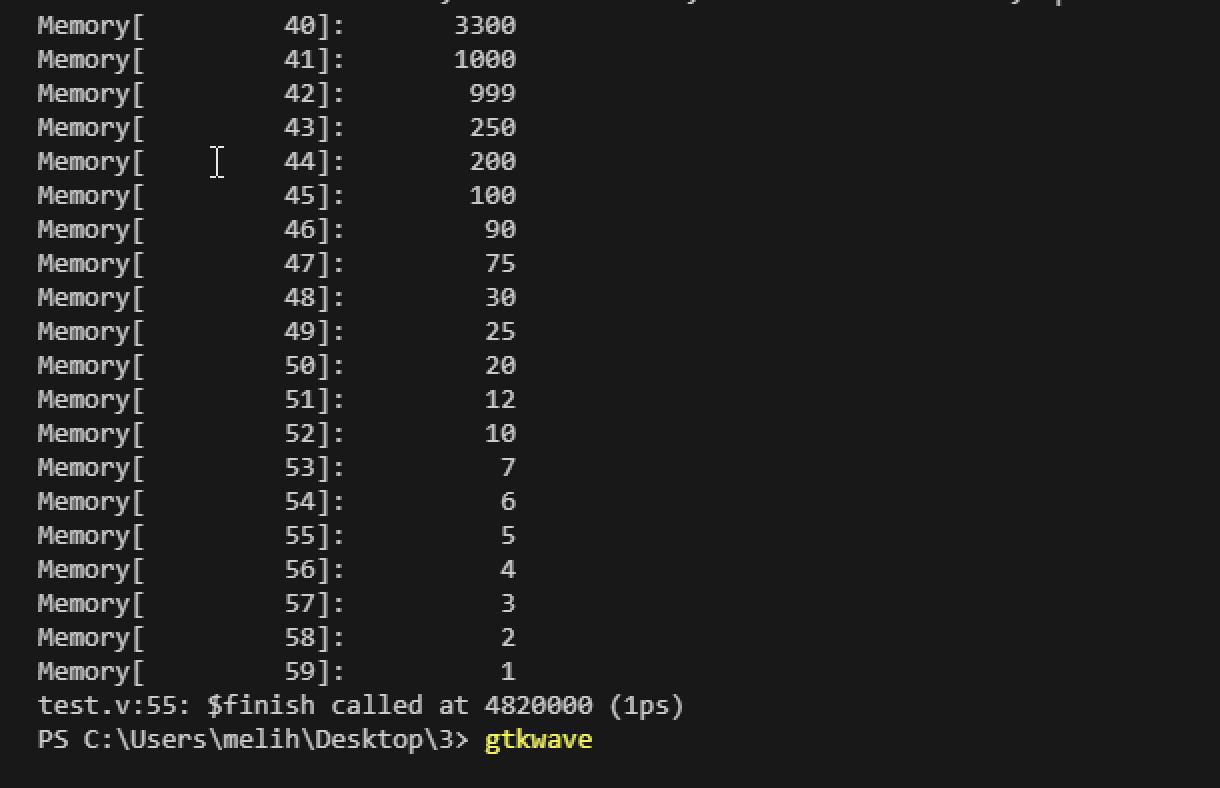 Memory[         40]:       3300
Memory[         41]:       1000
Memory[         42]:        999
Memory[         43]:        250
Memory[         44]:        200
Memory[         45]:        100
Memory[         46]:         90
Memory[         47]:         75
Memory[         48]:         30
Memory[         49]:         25
Memory[         50]:         20
Memory[         51]:         12
Memory[         52]:         10
Memory[         53]:          7
Memory[         54]:          6
Memory[         55]:          5
Memory[         56]:          4
Memory[         57]:          3
Memory[         58]:          2
Memory[         59]:          1
test.v:55: $finish called at 4820000 (1ps)
PS C:\Users\melih\Desktop\3> gtkwave